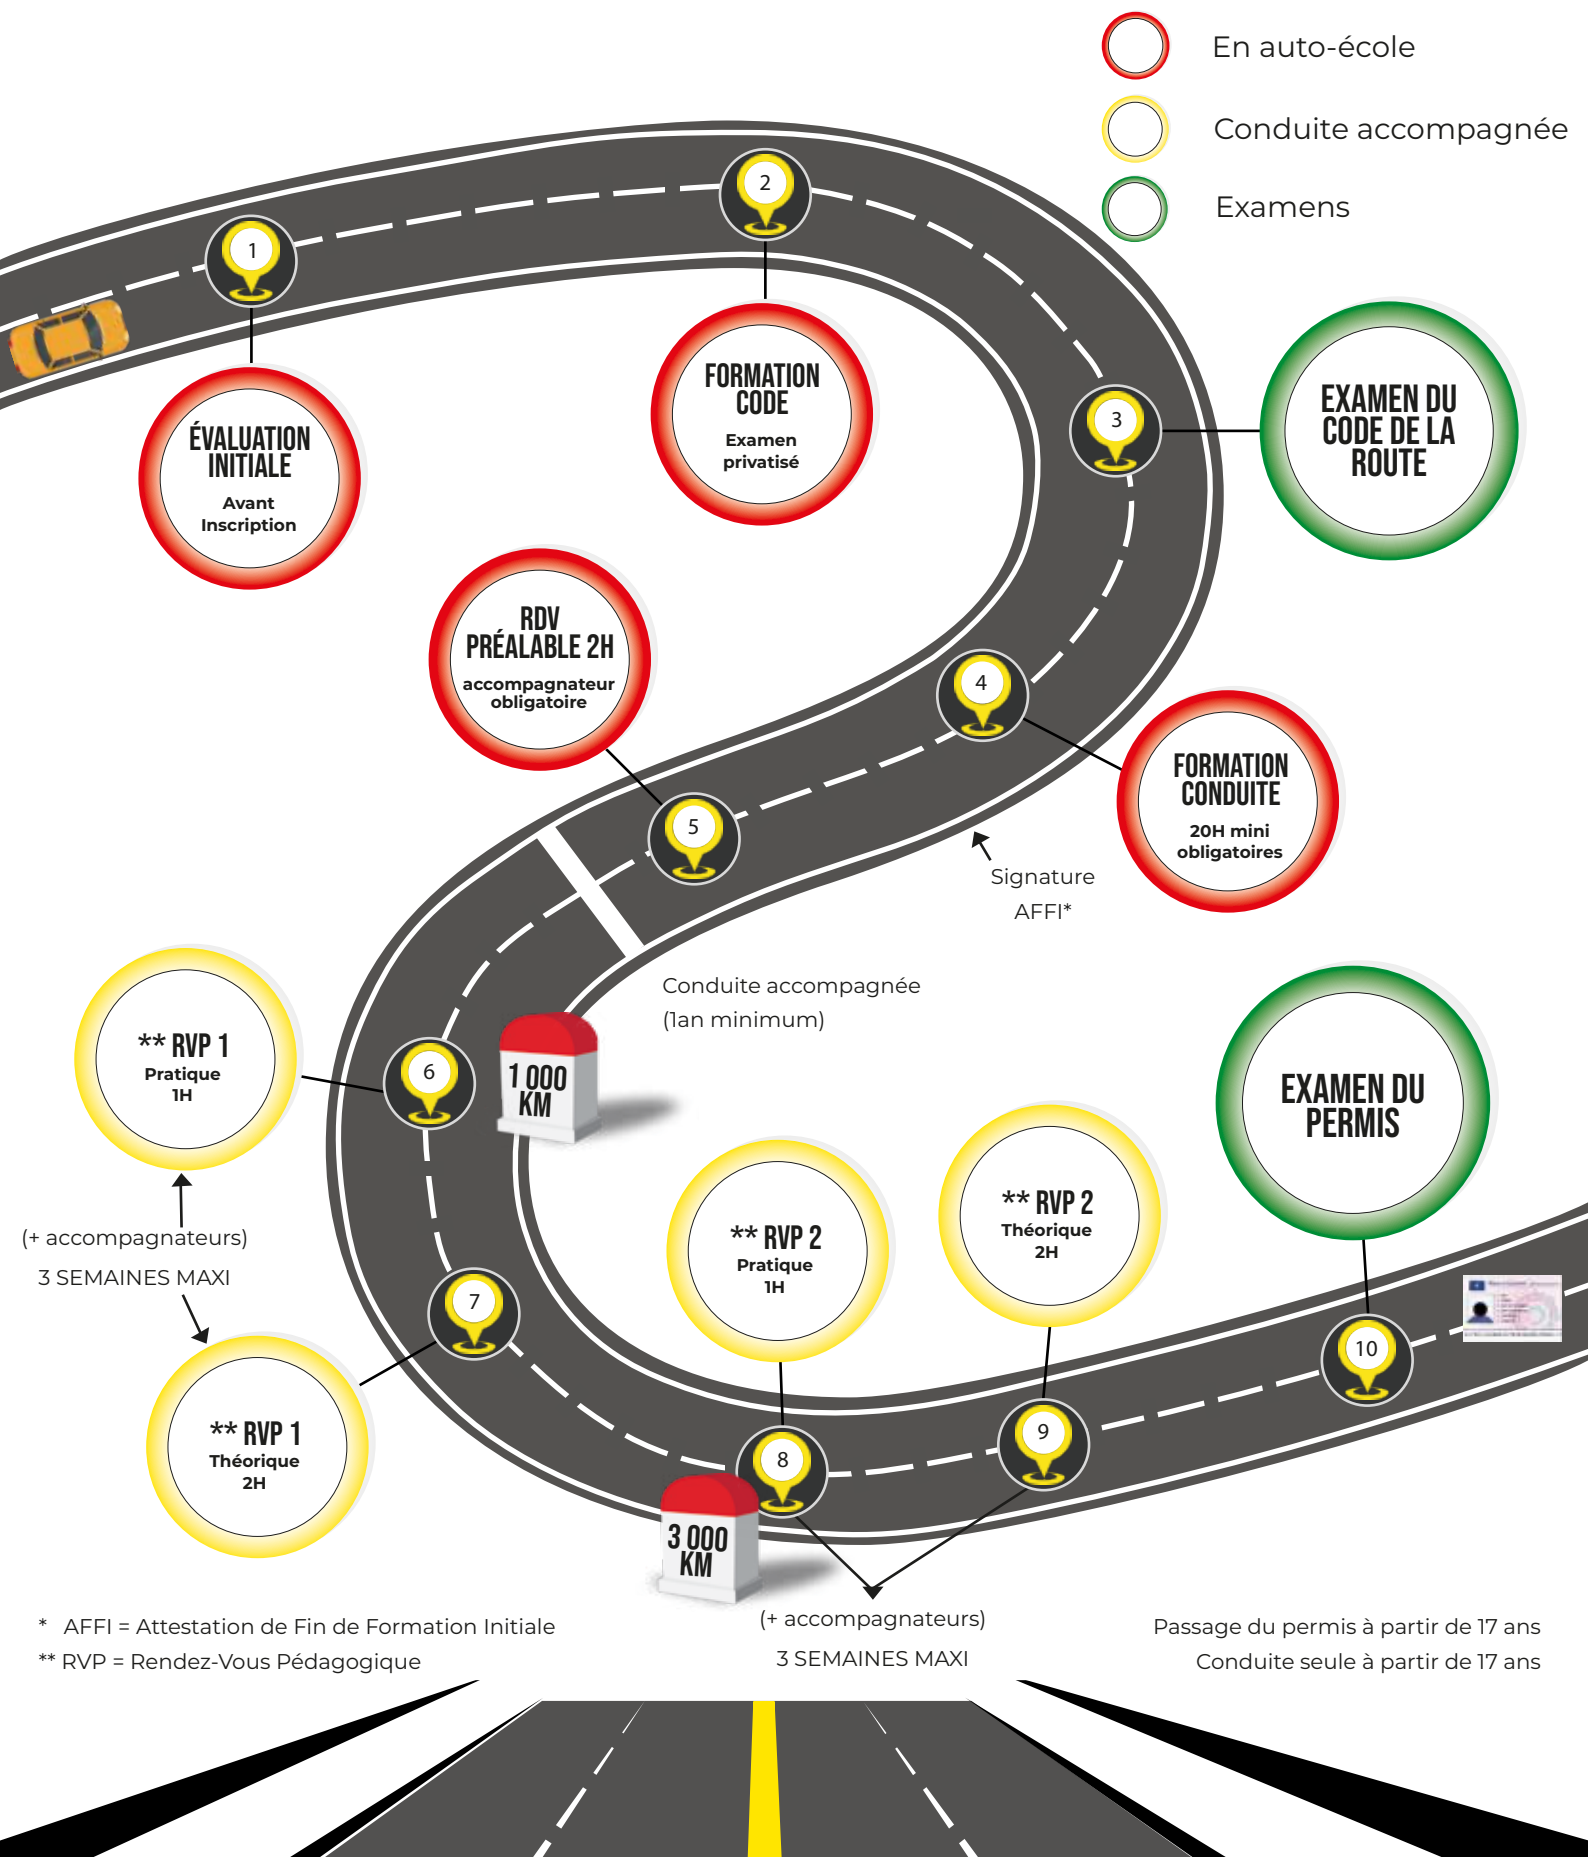 En auto-école
Conduite accompagnée
Examens
1
2
3
4
5
6
7
8
9
10
ÉVALUATION
INITIALE
Avant
Inscription
FORMATION
CODE
Examen
privatisé
EXAMEN DU
CODE DE LA
ROUTE
RDV
PRÉALABLE 2H
accompagnateur
obligatoire
FORMATION
CONDUITE
20H mini
obligatoires
Signature
AFFI*
Conduite accompagnée
(1an minimum)
** RVP 1
Pratique
1H
1 000
KM
(+ accompagnateurs)
3 SEMAINES MAXI
** RVP 1
Théorique
2H
** RVP 2
Pratique
1H
** RVP 2
Théorique
2H
EXAMEN DU
PERMIS
3 000
KM
(+ accompagnateurs)
3 SEMAINES MAXI
* AFFI = Attestation de Fin de Formation Initiale
** RVP = Rendez-Vous Pédagogique
Passage du permis à partir de 17 ans
Conduite seule à partir de 17 ans